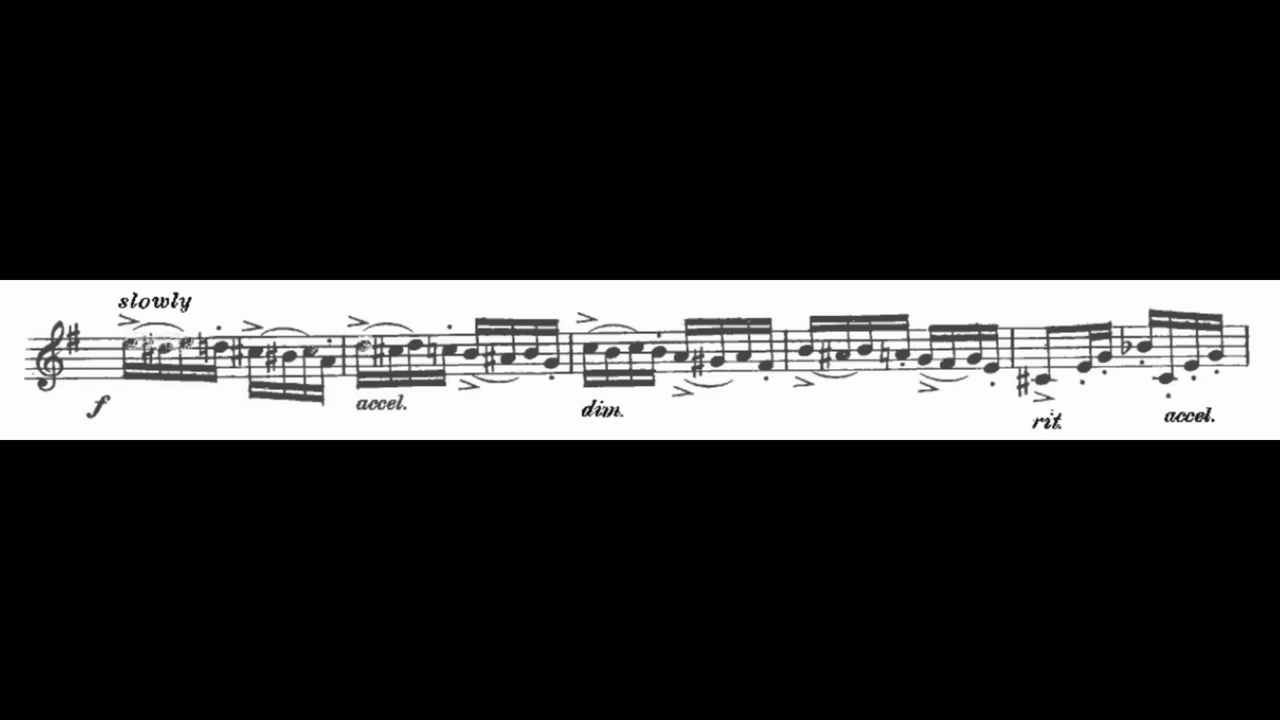 slowly
f
accel.
dim.
rit.
accel.